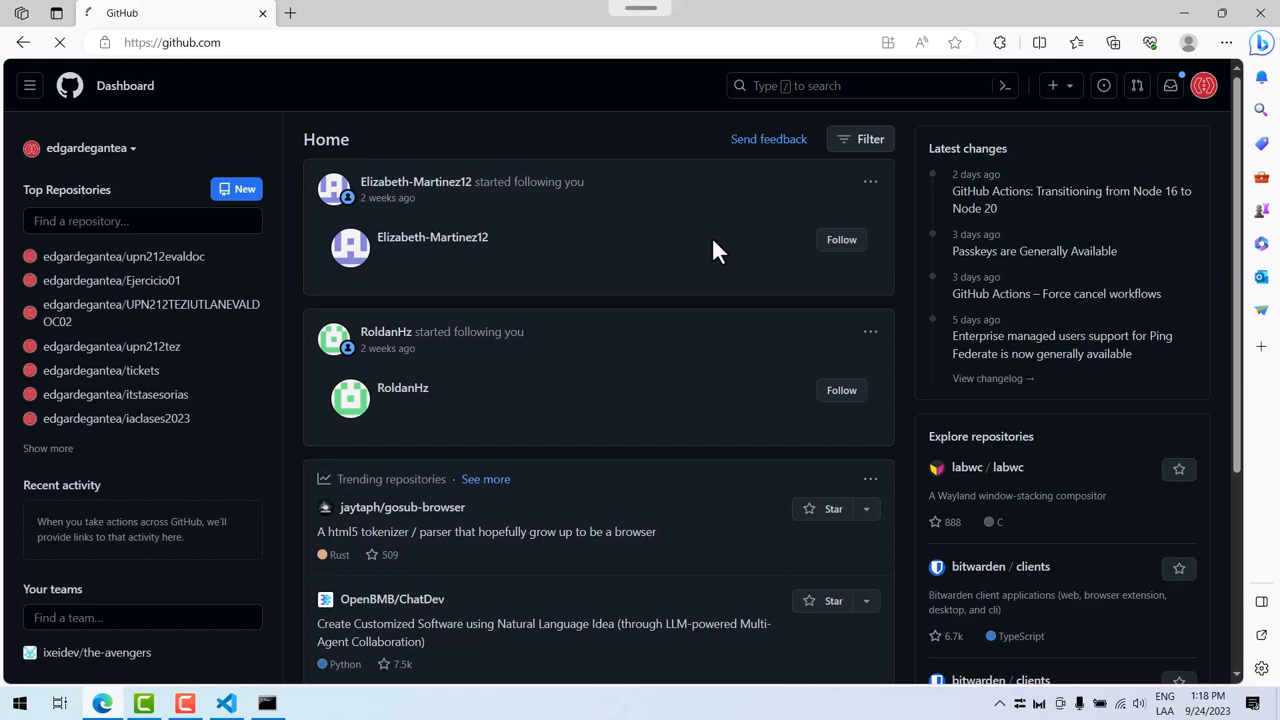 GitHub
https://github.com
Dashboard
Type / to search
edgardegantea
Top Repositories
New
Find a repository...
edgardegantea/upn212evaldoc
edgardegantea/Ejercicio01
edgardegantea/UPN212TEZIUTLANEVALD
OC02
edgardegantea/upn212tez
edgardegantea/tickets
edgardegantea/itstasesorias
edgardegantea/iaclases2023
Show more
Recent activity
When you take actions across GitHub, we'll
provide links to that activity here.
Your teams
Find a team...
ixeidev/the-avengers
Home
Send feedback
Filter
Elizabeth-Martinez12 started following you
2 weeks ago
Elizabeth-Martinez12
Follow
RoldanHz started following you
2 weeks ago
RoldanHz
Follow
Trending repositories · See more
jaytaph/gosub-browser
Star
A html5 tokenizer / parser that hopefully grow up to be a browser
Rust 509
OpenBMB/ChatDev
Star
Create Customized Software using Natural Language Idea (through LLM-powered Multi-
Agent Collaboration)
Python 7.5k
Latest changes
2 days ago
GitHub Actions: Transitioning from Node 16 to
Node 20
3 days ago
Passkeys are Generally Available
3 days ago
GitHub Actions – Force cancel workflows
5 days ago
Enterprise managed users support for Ping
Federate is now generally available
View changelog →
Explore repositories
labwc / labwc
A Wayland window-stacking compositor
888 C
bitwarden / clients
Bitwarden client applications (web, browser extension,
desktop, and cli)
6.7k TypeScript
bitwarden / clients
ENG
LAA
1:18 PM
9/24/2023